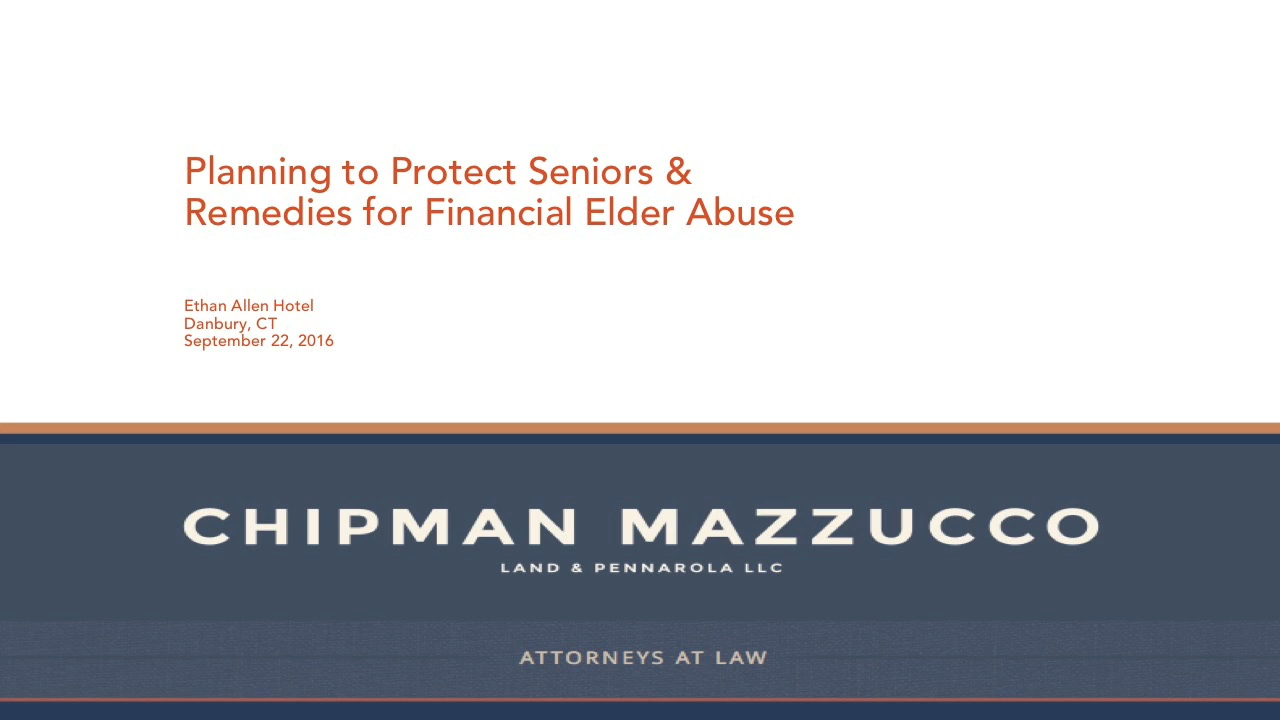 Planning to Protect Seniors &
Remedies for Financial Elder Abuse
Ethan Allen Hotel
Danbury, CT
September 22, 2016
CHIPMAN MAZZUCCO
LAND & PENNAROLA LLC
ATTORNEYS AT LAW